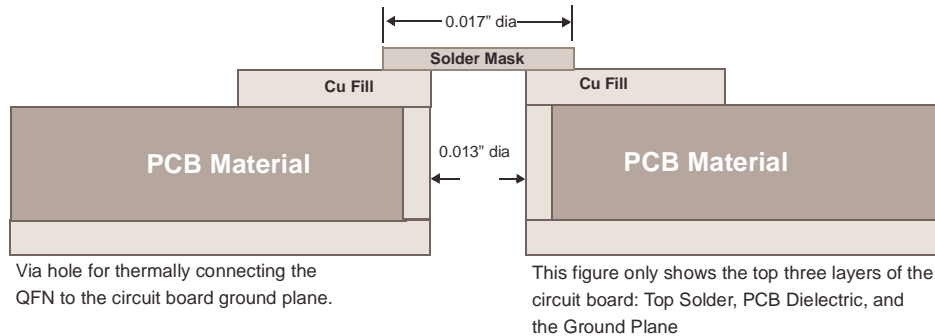 0.017” dia
Solder Mask
Cu Fill
Cu Fill
PCB Material
0.013” dia
PCB Material
Via hole for thermally connecting the
QFN to the circuit board ground plane.
This figure only shows the top three layers of the
circuit board: Top Solder, PCB Dielectric, and
the Ground Plane